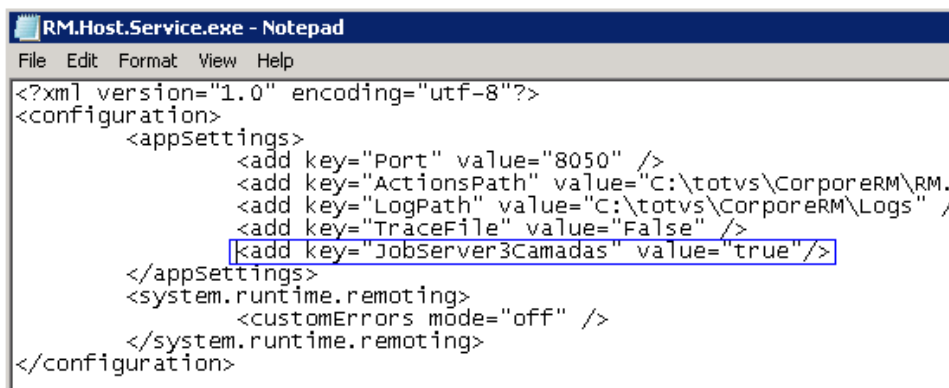 RM.Host.Service.exe - Notepad
File Edit Format View Help
<?xml version="1.0" encoding="utf-8"?>
<configuration>
<appSettings>
<add key="Port" value="8050" />
<add key="ActionsPath" value="C:\totvs\CorporeRM\RM.
<add key="LogPath" value="C:\totvs\CorporeRM\Logs" /
<add key="TraceFile" value="False" />
<add key="JobServer3Camadas" value="true"/>
</appSettings>
<system.runtime.remoting>
<customErrors mode="off" />
</system.runtime.remoting>
</configuration>